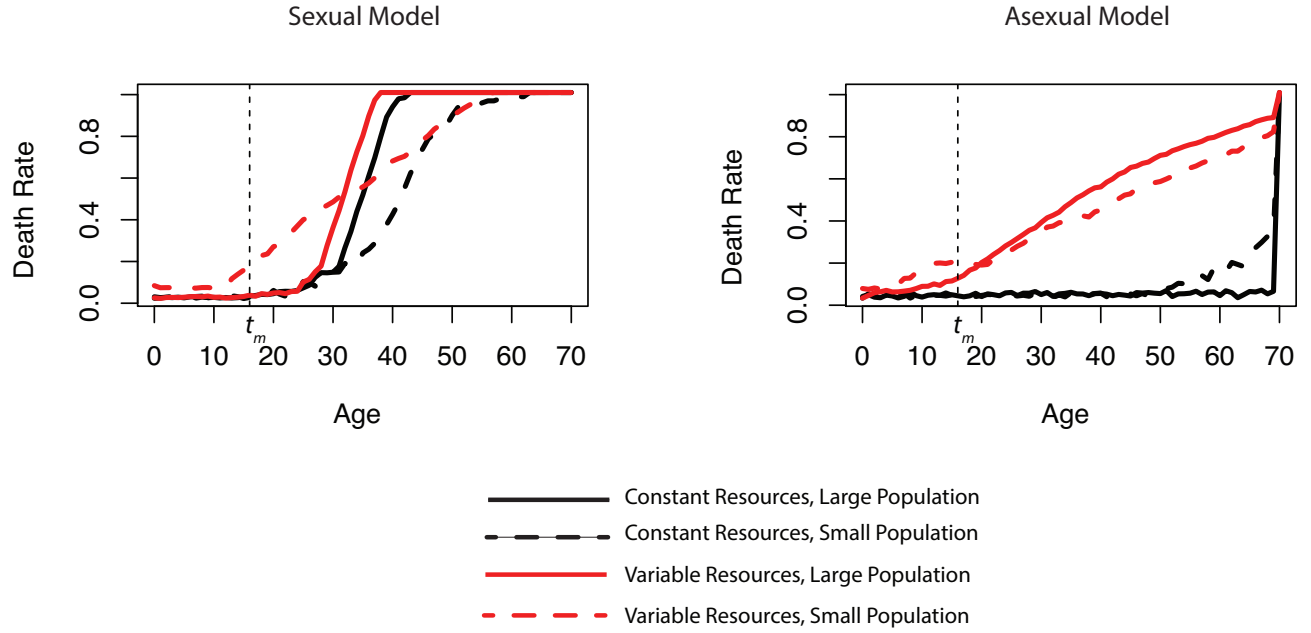 Sexual Model
Asexual Model
Death Rate
0.0 0.4 0.8
0 10 20 30 40 50 60 70
t_m
Age
Death Rate
0.0 0.4 0.8
0 10 20 30 40 50 60 70
t_m
Age
Constant Resources, Large Population
Constant Resources, Small Population
Variable Resources, Large Population
Variable Resources, Small Population